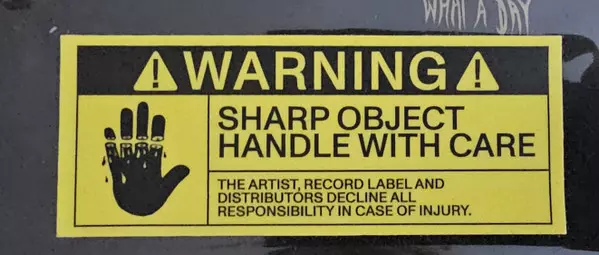 WHAT A DAY
WARNING
SHARP OBJECT
HANDLE WITH CARE
THE ARTIST, RECORD LABEL AND
DISTRIBUTORS DECLINE ALL
RESPONSIBILITY IN CASE OF INJURY.